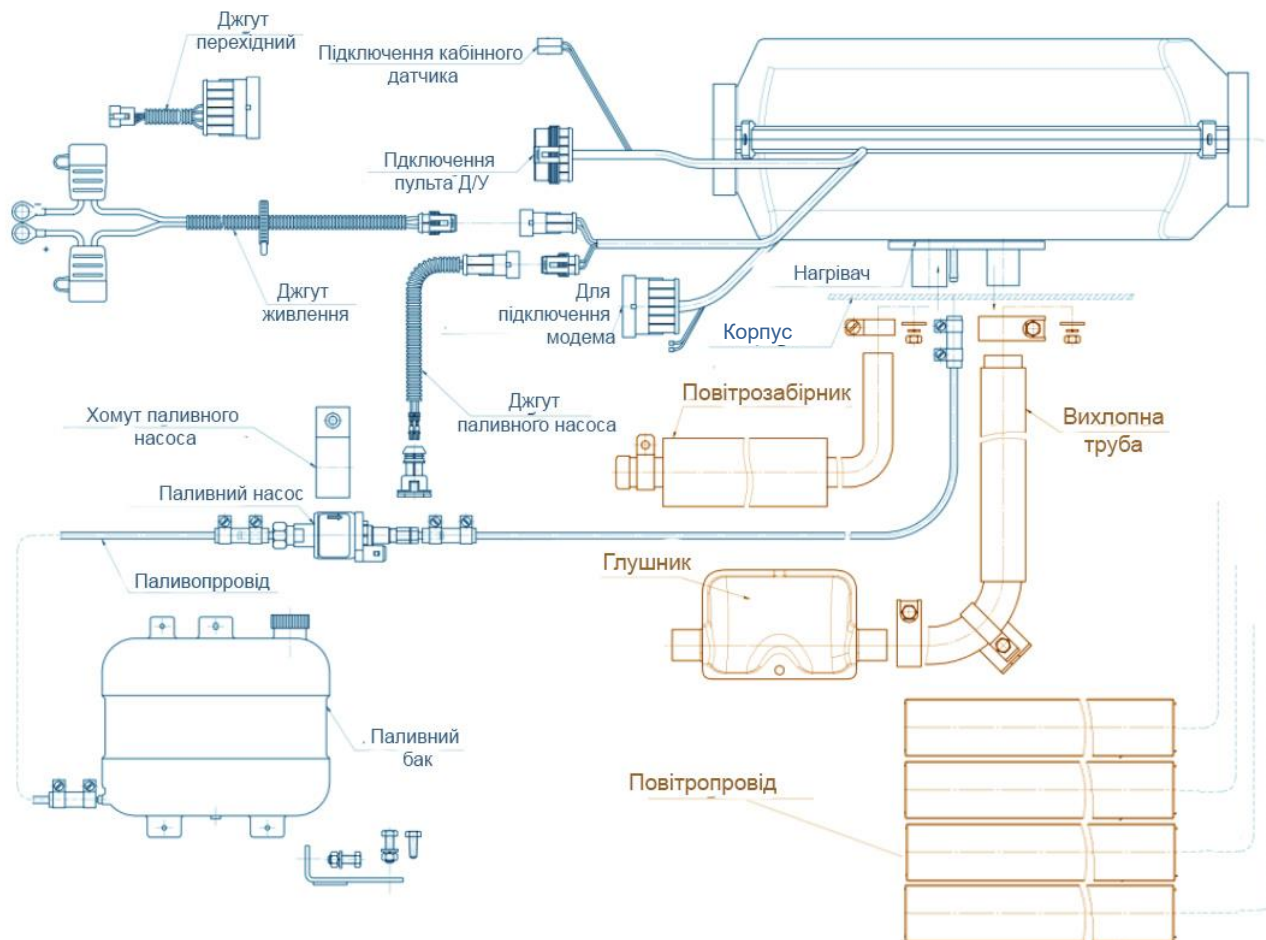 Джгут
перехідний
Підключення кабінного
датчика
Пдключення
пульта Д/У
Джгут
живлення
Для
підключення
модема
Нагрівач
Корпус
Хомут паливного
насоса
Джгут
паливного насоса
Повітрозабірник
Вихлопна
труба
Паливний насос
Паливопрровід
Глушник
Паливний
бак
Повітропровід